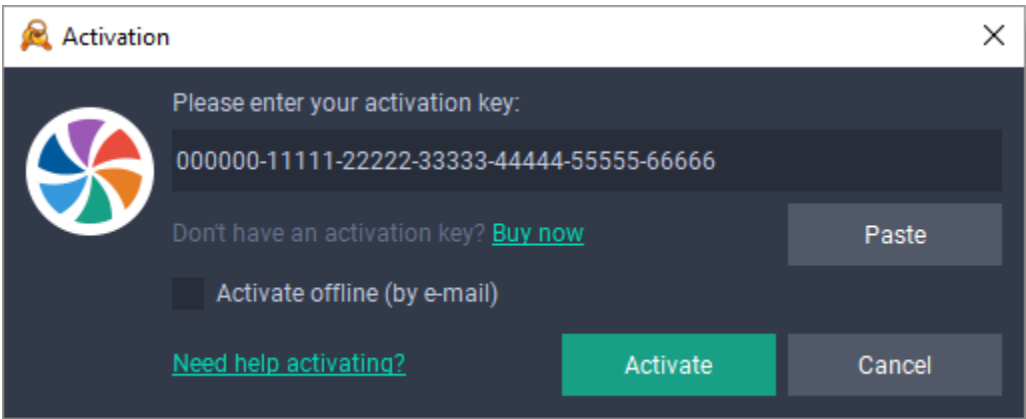 Activation
Please enter your activation key:
000000-11111-22222-33333-44444-55555-66666
Don't have an activation key? Buy now
Paste
Activate offline (by e-mail)
Need help activating?
Activate
Cancel